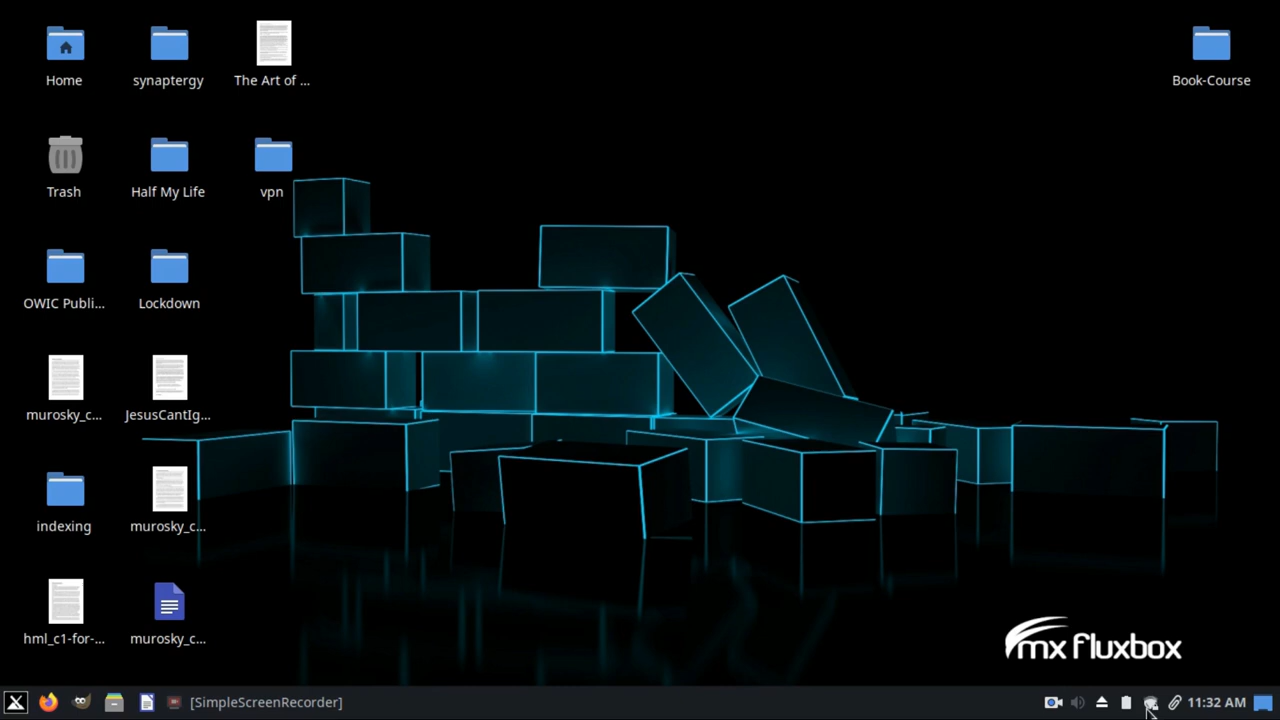 Home
synaptergy
The Art of ...
Book-Course
Trash
Half My Life
vpn
OWIC Publi...
Lockdown
murosky_c...
JesusCantIg...
indexing
murosky_c...
hml_c1-for-...
murosky_c...
mx fluxbox
[SimpleScreenRecorder]
11:32 AM